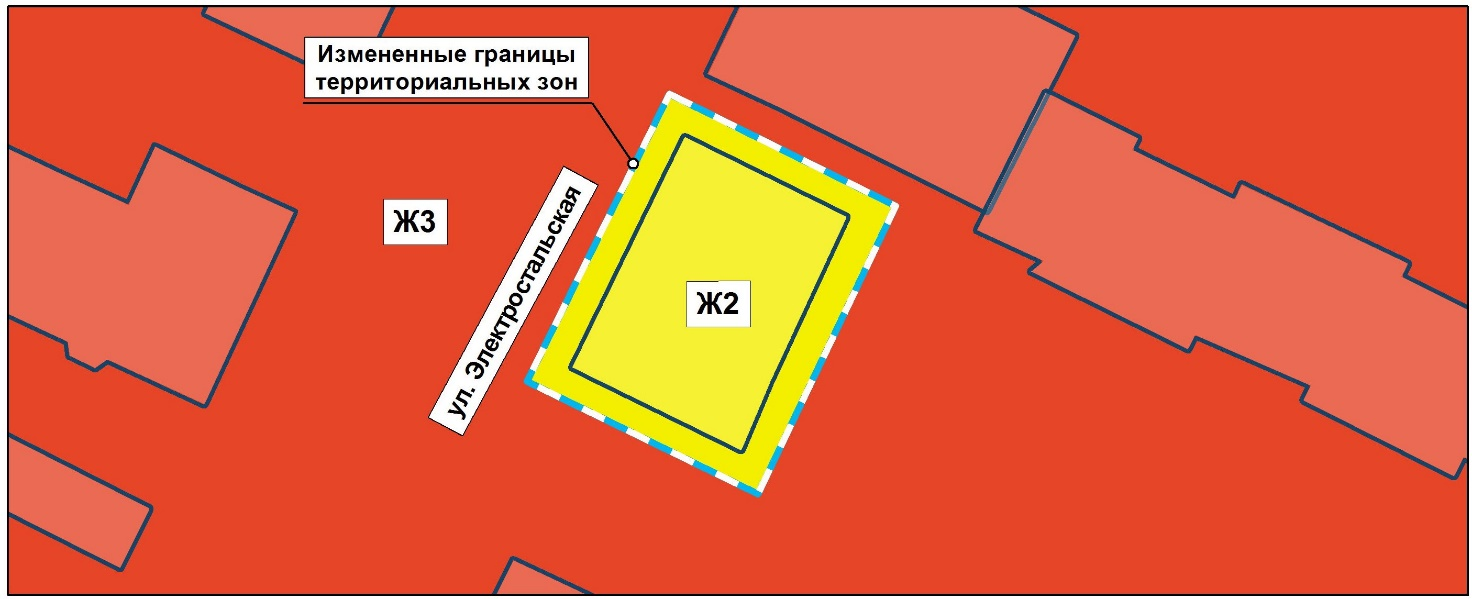 Измененные границы
территориальных зон
Ж3
ул. Электростальская
Ж2